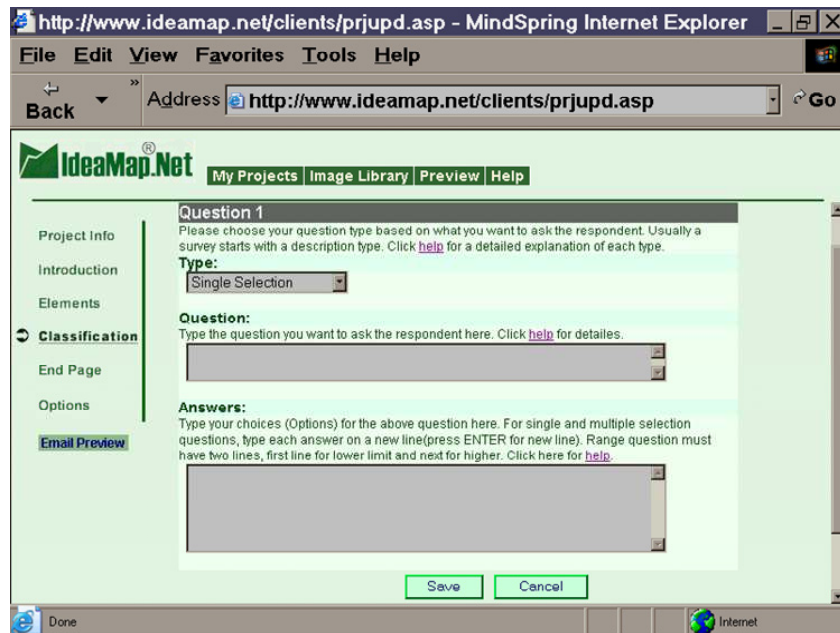 http://www.ideamap.net/clients/prjupd.asp - MindSpring Internet Explorer
File Edit View Favorites Tools Help
Back » Address http://www.ideamap.net/clients/prjupd.asp Go
IdeaMap.Net®
My Projects Image Library Preview Help
Project Info
Introduction
Elements
Classification
End Page
Options
Email Preview
Question 1
Please choose your question type based on what you want to ask the respondent. Usually a
survey starts with a description type. Click help for a detailed explanation of each type.
Type:
Single Selection
Question:
Type the question you want to ask the respondent here. Click help for detailes.
Answers:
Type your choices (Options) for the above question here. For single and multiple selection
questions, type each answer on a new line(press ENTER for new line). Range question must
have two lines, first line for lower limit and next for higher. Click here for help.
Save Cancel
Done Internet